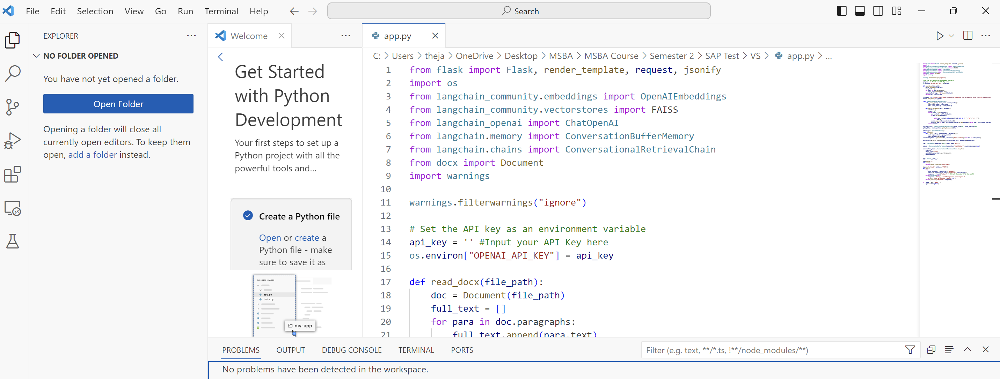 File Edit Selection View Go Run Terminal Help
Search
EXPLORER
NO FOLDER OPENED
You have not yet opened a folder.
Open Folder
Opening a folder will close all
currently open editors. To keep them
open, add a folder instead.
Welcome
Get Started
with Python
Development
Your first steps to set up a
Python project with all the
powerful tools and...
Create a Python file
Open or create a
Python file - make
sure to save it as
EXPLORER: MY-APP
app.py
tests.py
my-app
app.py
C: > Users > theja > OneDrive > Desktop > MSBA > MSBA Course > Semester 2 > SAP Test > VS > app.py > ...
1 from flask import Flask, render_template, request, jsonify
2 import os
3 from langchain_community.embeddings import OpenAIEmbeddings
4 from langchain_community.vectorstores import FAISS
5 from langchain_openai import ChatOpenAI
6 from langchain.memory import ConversationBufferMemory
7 from langchain.chains import ConversationalRetrievalChain
8 from docx import Document
9 import warnings
10
11 warnings.filterwarnings("ignore")
12
13 # Set the API key as an environment variable
14 api_key = '' #Input your API Key here
15 os.environ["OPENAI_API_KEY"] = api_key
16
17 def read_docx(file_path):
18 doc = Document(file_path)
19 full_text = []
20 for para in doc.paragraphs:
21 full_text.append(para.text)
PROBLEMS OUTPUT DEBUG CONSOLE TERMINAL PORTS
Filter (e.g. text, **/*.ts, !**/node_modules/**)
No problems have been detected in the workspace.